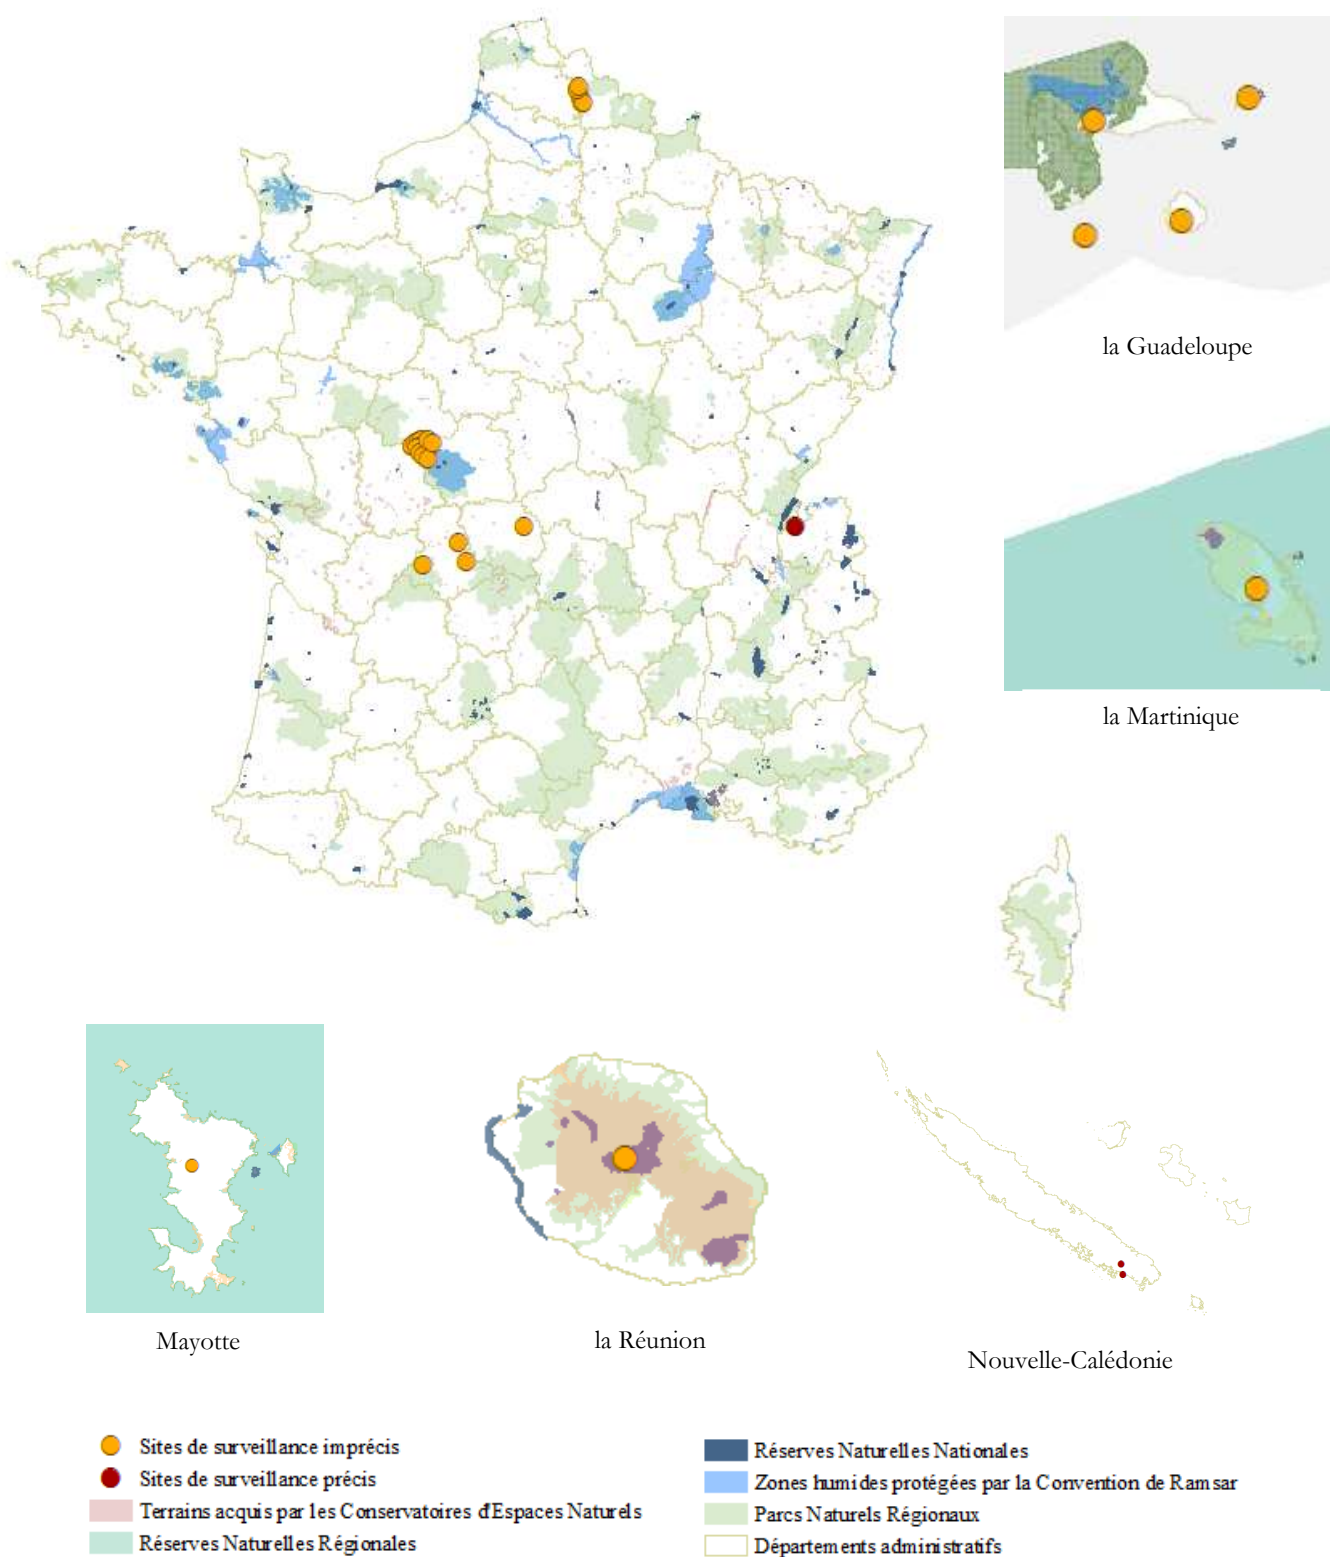 la Guadeloupe
la Martinique
Mayotte
la Réunion
Nouvelle-Calédonie
Sites de surveillance imprécis
Sites de surveillance précis
Terrains acquis par les Conservatoires d'Espaces Naturels
Réserves Naturelles Régionales
Réserves Naturelles Nationales
Zones humides protégées par la Convention de Ramsar
Parcs Naturels Régionaux
Départements administratifs